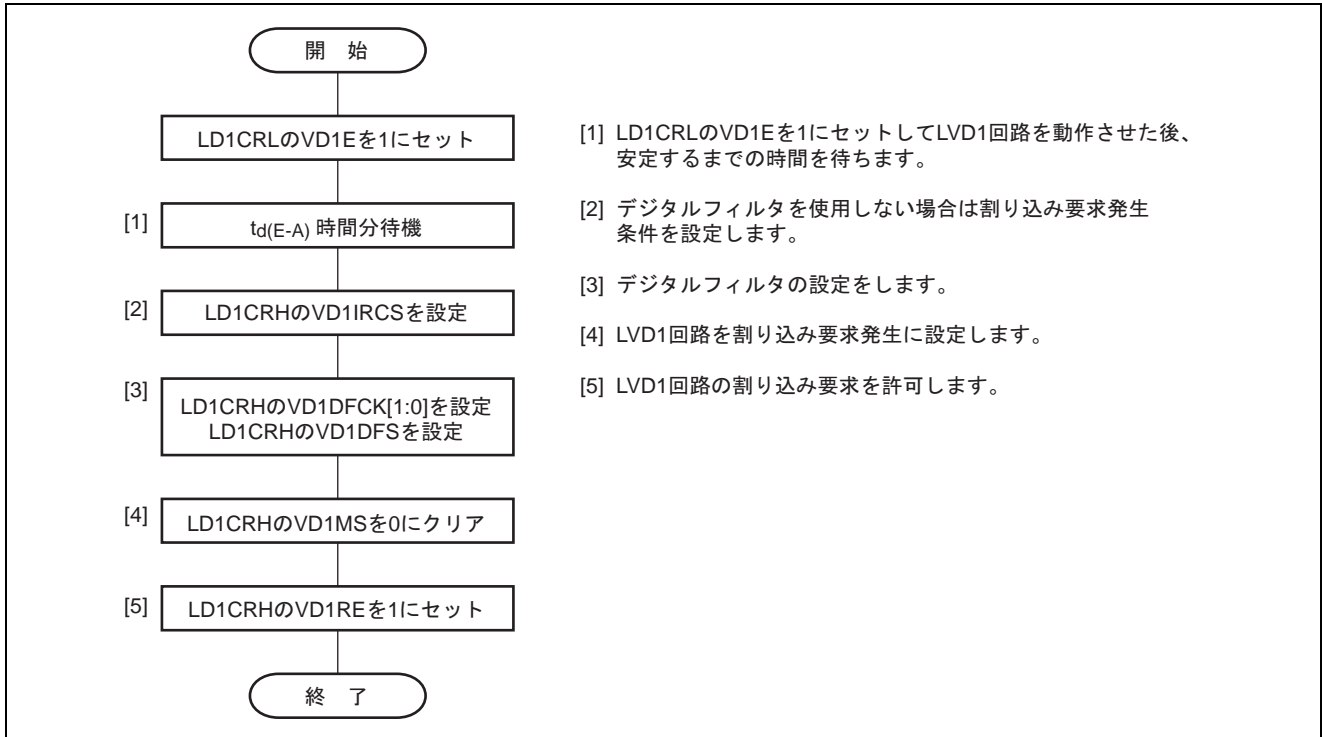 開 始
LD1CRLのVD1Eを1にセット
[1] td(E-A) 時間分待機
[2] LD1CRHのVD1IRCSを設定
[3] LD1CRHのVD1DFCK[1:0]を設定
LD1CRHのVD1DFSを設定
[4] LD1CRHのVD1MSを0にクリア
[5] LD1CRHのVD1REを1にセット
終 了
[1] LD1CRLのVD1Eを1にセットしてLVD1回路を動作させた後、
安定するまでの時間を待ちます。
[2] デジタルフィルタを使用しない場合は割り込み要求発生
条件を設定します。
[3] デジタルフィルタの設定をします。
[4] LVD1回路を割り込み要求発生に設定します。
[5] LVD1回路の割り込み要求を許可します。